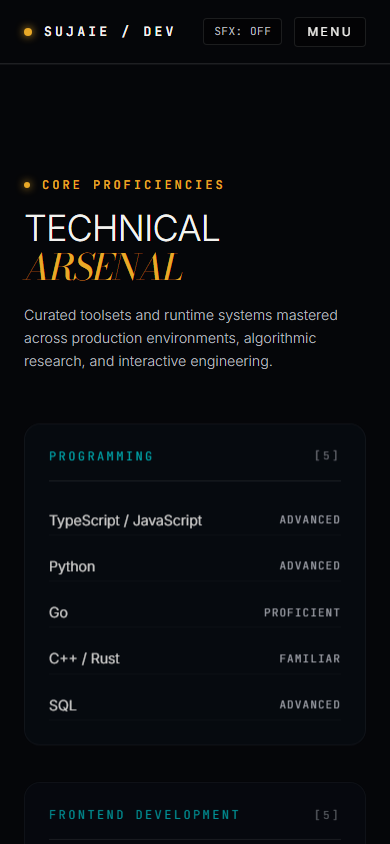 SUJAIE / DEV
SFX: OFF
MENU
CORE PROFICIENCIES
TECHNICAL
ARSENAL
Curated toolsets and runtime systems mastered
across production environments, algorithmic
research, and interactive engineering.
PROGRAMMING [5]
TypeScript / JavaScript ADVANCED
Python ADVANCED
Go PROFICIENT
C++ / Rust FAMILIAR
SQL ADVANCED
FRONTEND DEVELOPMENT [5]